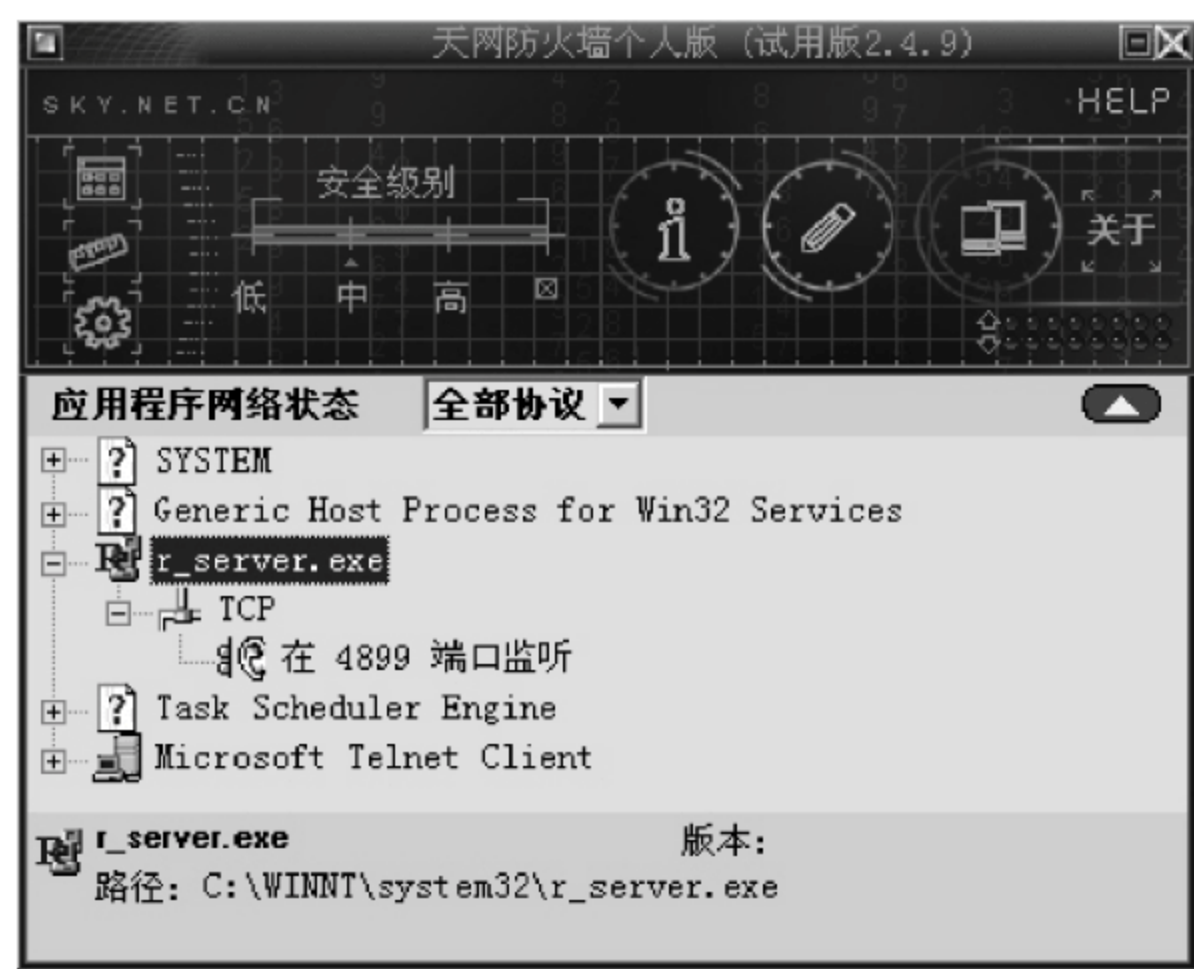 天网防火墙个人版 (试用版2.4.9)
SKY.NET.CN
HELP
安全级别
低 中 高
关于
应用程序网络状态 全部协议
SYSTEM
Generic Host Process for Win32 Services
r_server.exe
TCP
在 4899 端口监听
Task Scheduler Engine
Microsoft Telnet Client
r_server.exe 版本:
路径: C:\WINNT\system32\r_server.exe